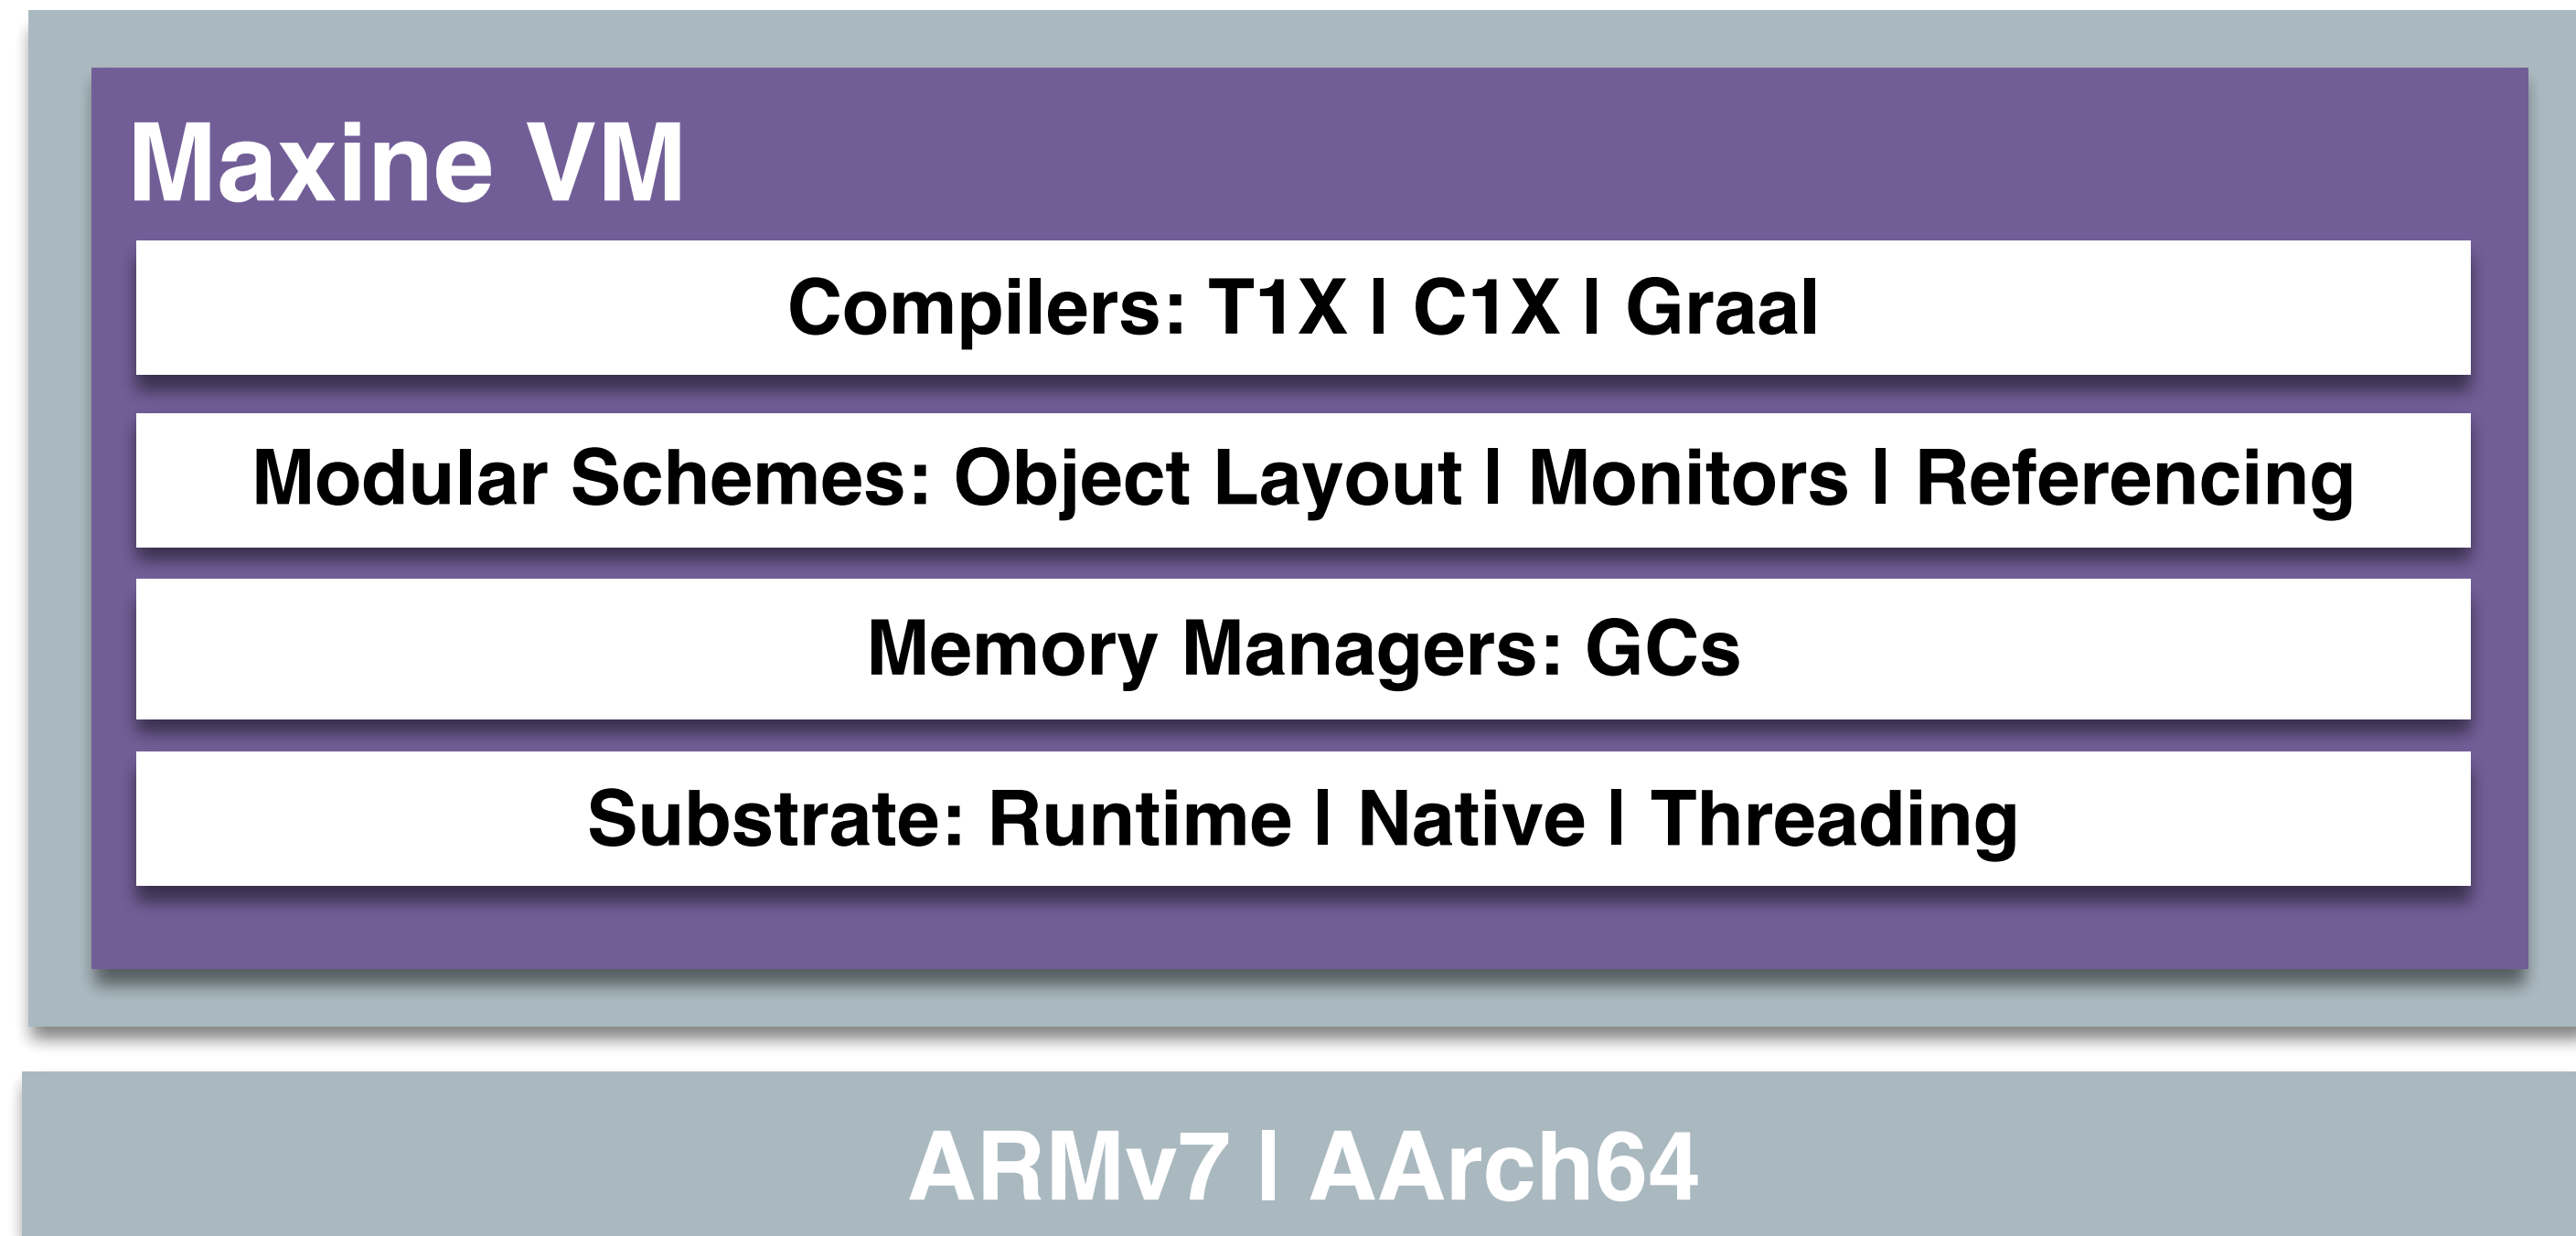 Maxine VM
Compilers: T1X | C1X | Graal
Modular Schemes: Object Layout | Monitors | Referencing
Memory Managers: GCs
Substrate: Runtime | Native | Threading
ARMv7 | AArch64